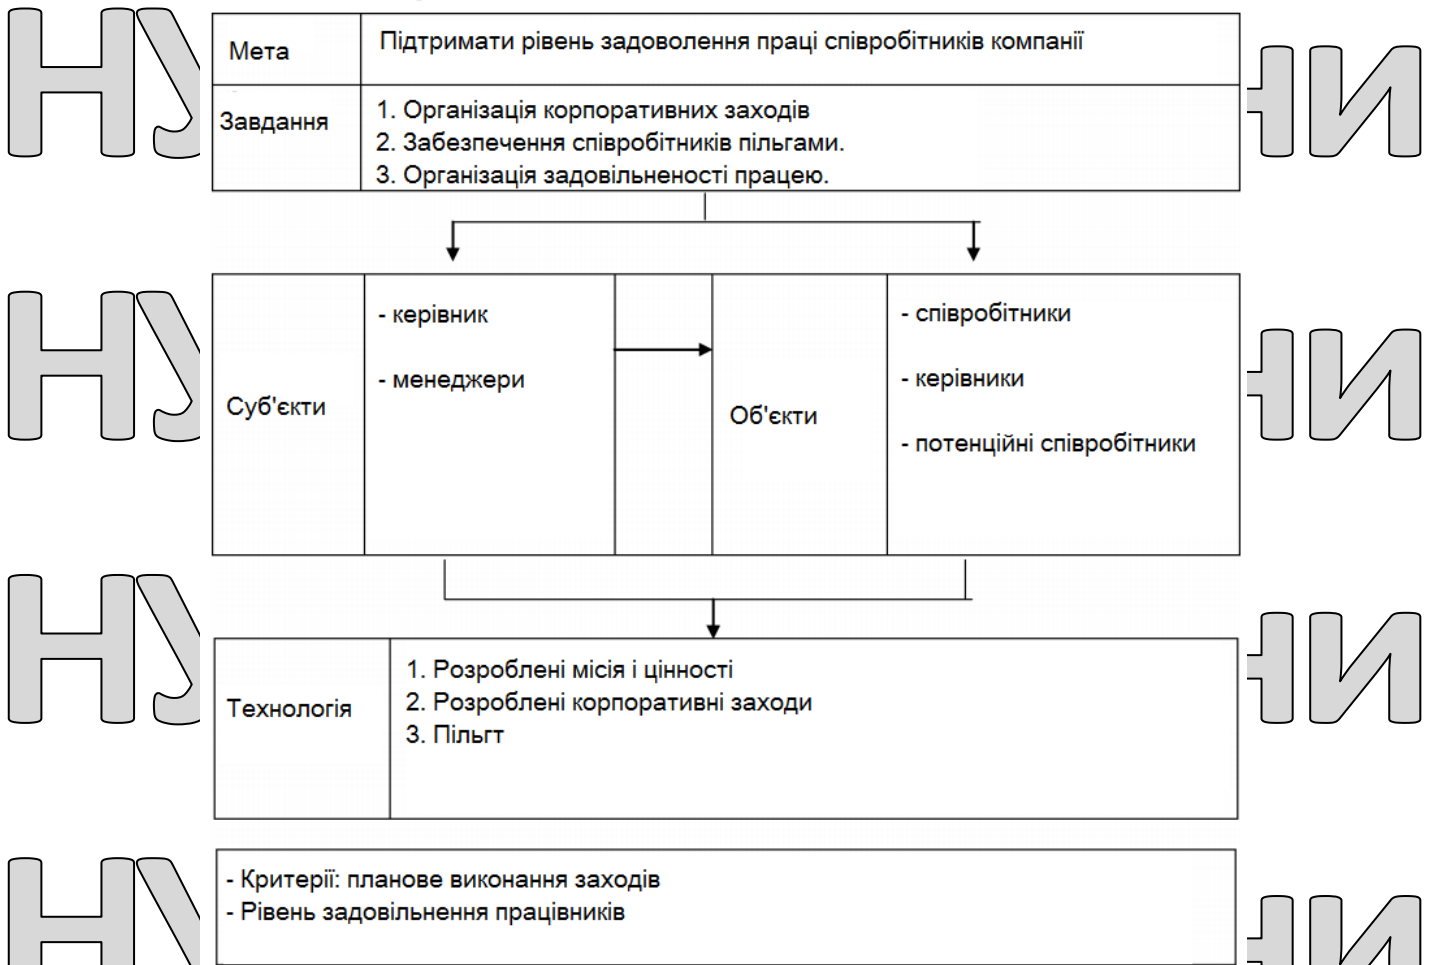 Мета
Підтримати рівень задоволення праці співробітників компанії
Завдання
1. Організація корпоративних заходів
2. Забезпечення співробітників пільгами.
3. Організація задовільненості працею.
Суб'єкти
- керівник
- менеджери
Об'єкти
- співробітники
- керівники
- потенційні співробітники
Технологія
1. Розроблені місія і цінності
2. Розроблені корпоративні заходи
3. Пільгт
- Критерії: планове виконання заходів
- Рівень задовільнення працівників